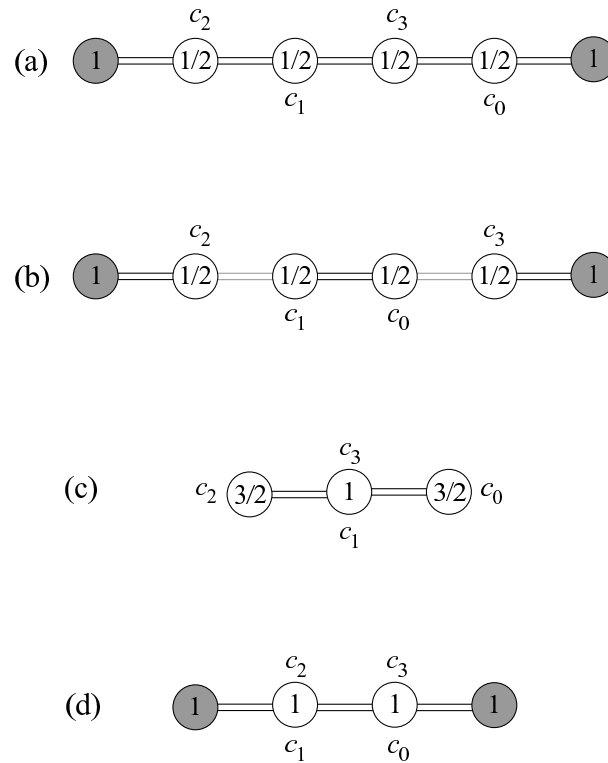 c₂ c₃
(a) 1 1/2 1/2 1/2 1/2 1
c₁ c₀
c₂ c₃
(b) 1 1/2 1/2 1/2 1/2 1
c₁ c₀
c₃
(c) c₂ 3/2 1 3/2 c₀
c₁
c₂ c₃
(d) 1 1 1 1
c₁ c₀